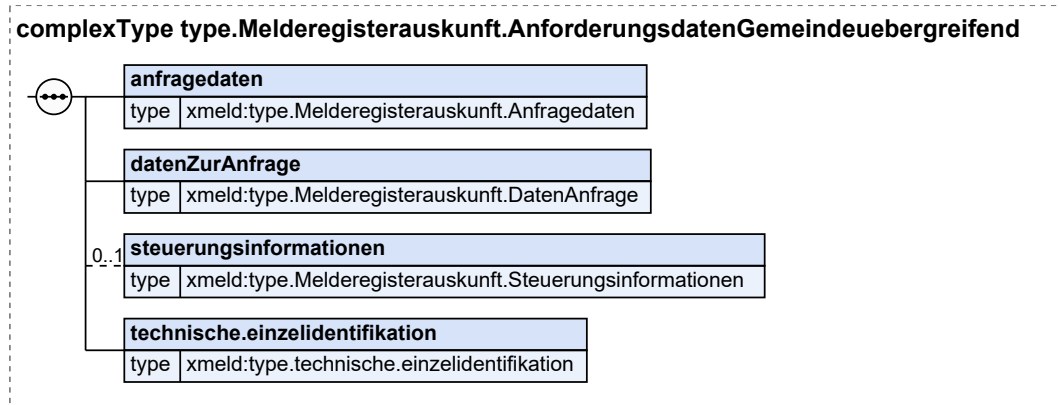 complexType type.Melderegisterauskunft.AnforderungsdatenGemeindeuebergreifend
anfragedaten
type xmeld:type.Melderegisterauskunft.Anfragedaten
datenZurAnfrage
type xmeld:type.Melderegisterauskunft.DatenAnfrage
0..1 steuerungsinformationen
type xmeld:type.Melderegisterauskunft.Steuerungsinformationen
technische.einzelidentifikation
type xmeld:type.technische.einzelidentifikation